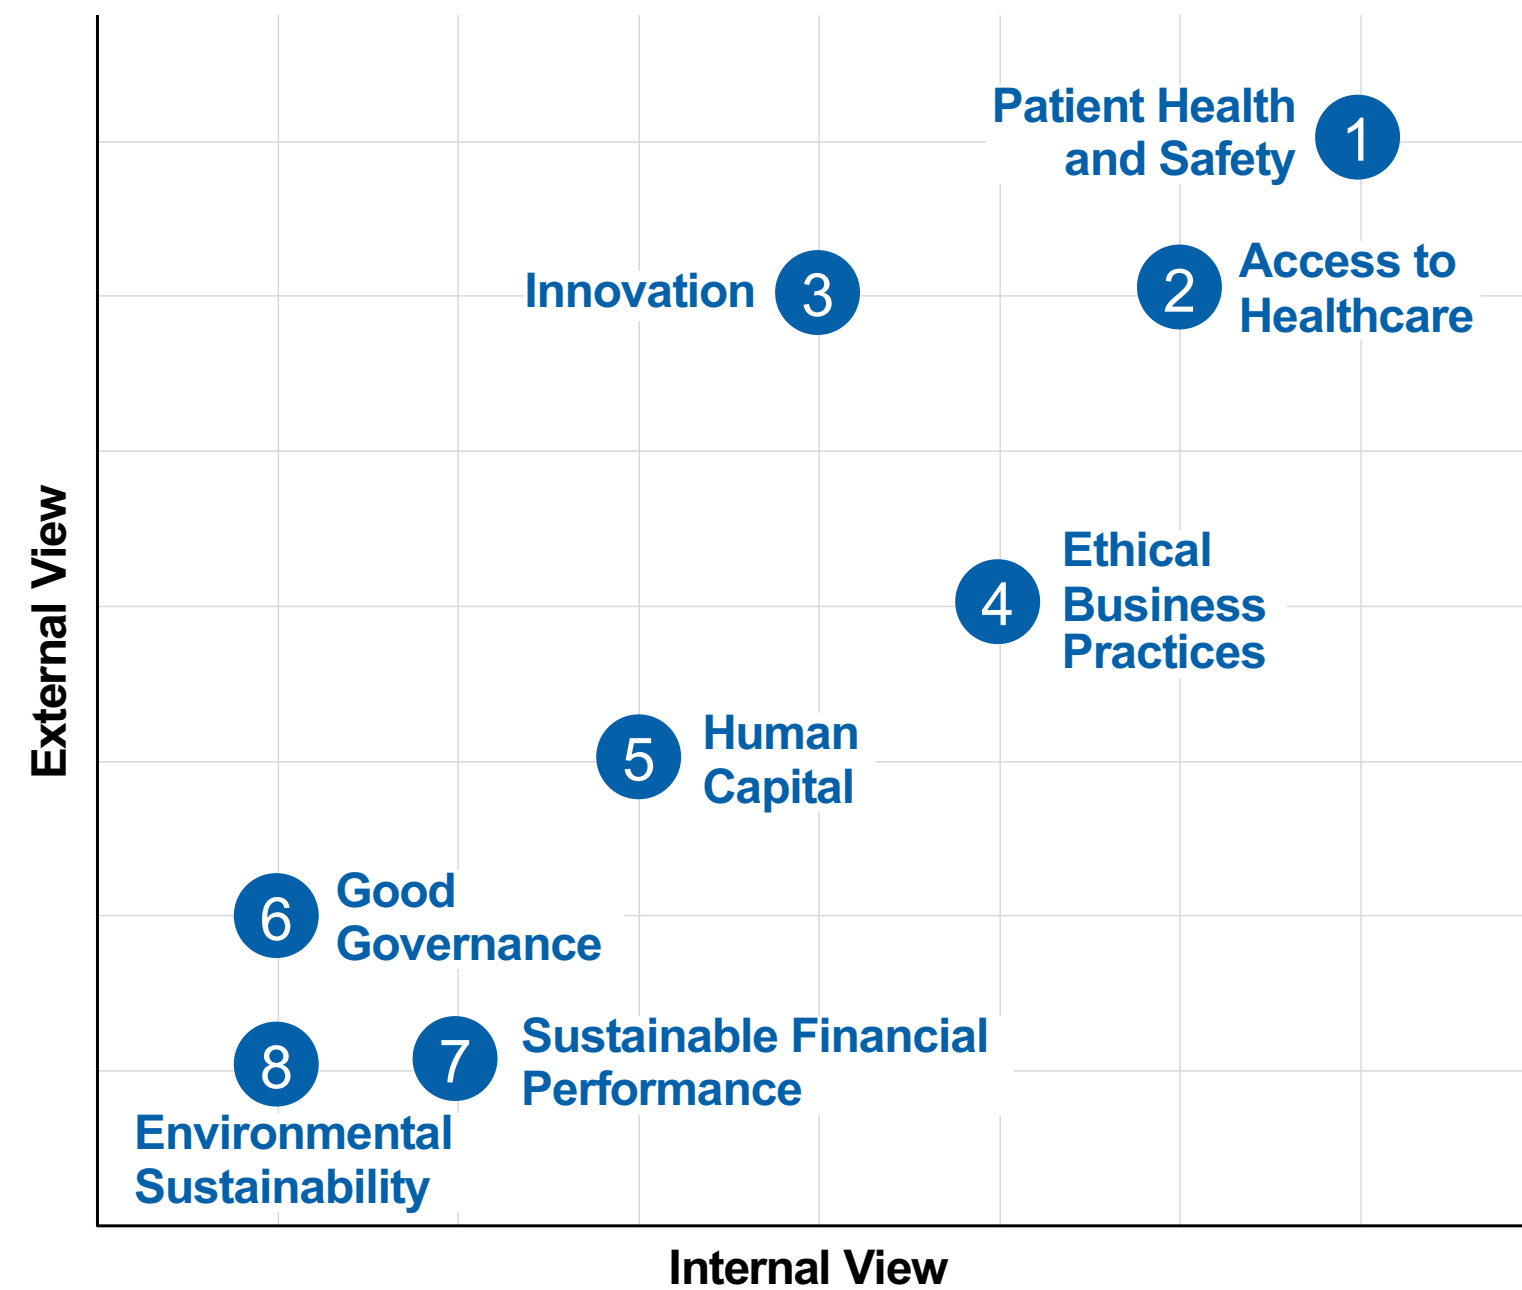 Patient Health
and Safety
1
Access to
Healthcare
2
Innovation
3
Ethical
Business
Practices
4
Human
Capital
5
Good
Governance
6
Sustainable Financial
Performance
7
8
Environmental
Sustainability
External View
Internal View